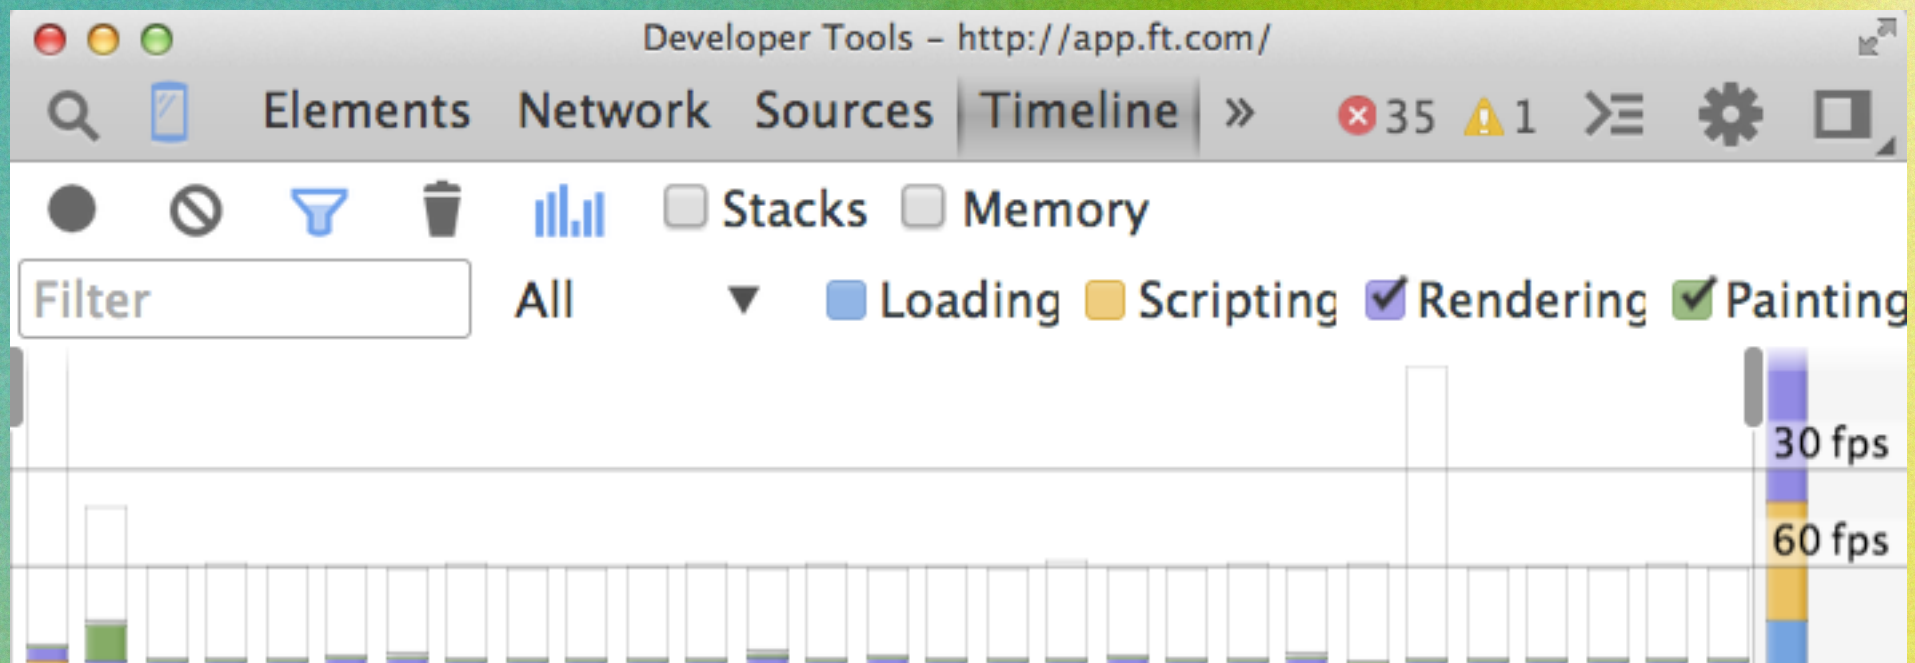 Developer Tools – http://app.ft.com/
Elements Network Sources Timeline » 35 1
Stacks Memory
Filter All Loading Scripting Rendering Painting
30 fps
60 fps